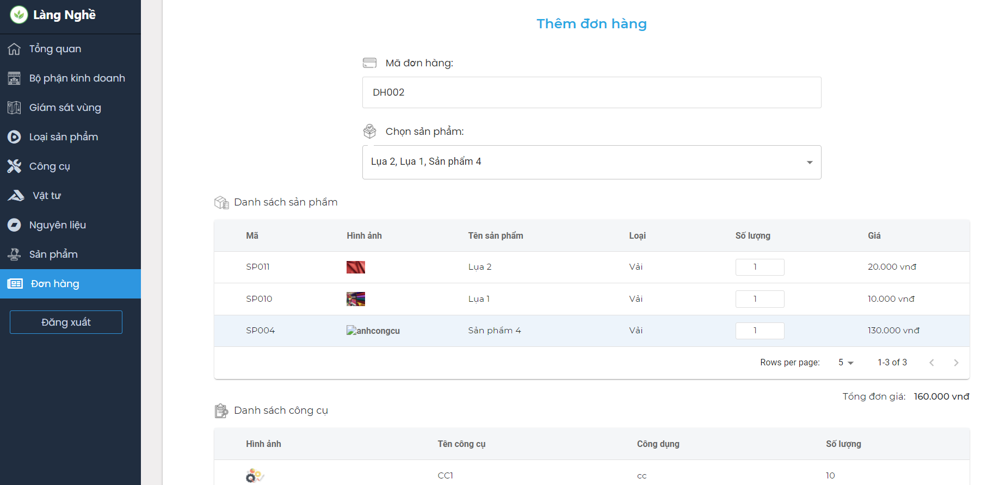 Làng Nghề
Tổng quan
Bộ phận kinh doanh
Giám sát vùng
Loại sản phẩm
Công cụ
Vật tư
Nguyên liệu
Sản phẩm
Đơn hàng
Đăng xuất
Thêm đơn hàng
Mã đơn hàng:
DH002
Chọn sản phẩm:
Lụa 2, Lụa 1, Sản phẩm 4
Danh sách sản phẩm
Mã Hình ảnh Tên sản phẩm Loại Số lượng Giá
SP011 Lụa 2 Vải 1 20.000 vnđ
SP010 Lụa 1 Vải 1 10.000 vnđ
SP004 anhcongcu Sản phẩm 4 Vải 1 130.000 vnđ
Rows per page: 5 1-3 of 3
Tổng đơn giá: 160.000 vnđ
Danh sách công cụ
Hình ảnh Tên công cụ Công dụng Số lượng
CC1 cc 10